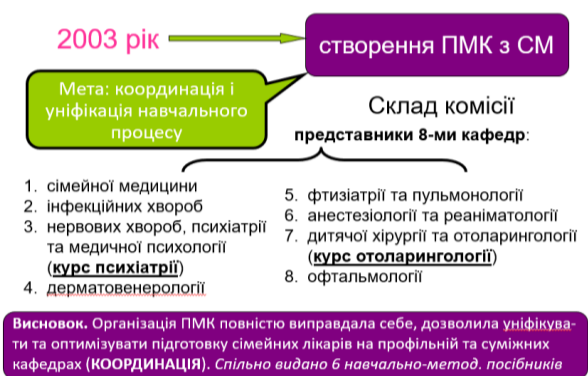 2003 рік
створення ПМК з СМ
Мета: координація і
уніфікація навчального
процесу
Склад комісії
представники 8-ми кафедр:
1. сімейної медицини
2. інфекційних хвороб
3. нервових хвороб, психіатрії
та медичної психології
(курс психіатрії)
4. дерматовенерології
5. фтизіатрії та пульмонології
6. анестезіології та реаніматології
7. дитячої хірургії та отоларингології
(курс отоларингології)
8. офтальмології
Висновок. Організація ПМК повністю виправдала себе, дозволила уніфікува-
ти та оптимізувати підготовку сімейних лікарів на профільній та суміжних
кафедрах (КООРДИНАЦІЯ). Спільно видано 6 навчально-метод. посібників